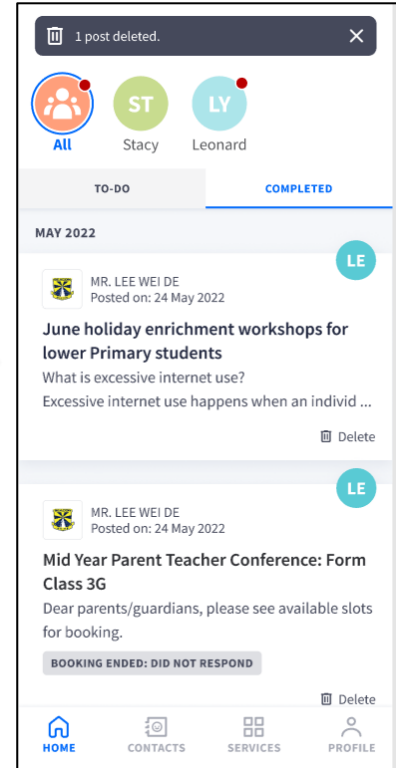 1 post deleted.
ST
LY
All
Stacy
Leonard
TO-DO
COMPLETED
MAY 2022
LE
MR. LEE WEI DE
Posted on: 24 May 2022
June holiday enrichment workshops for
lower Primary students
What is excessive internet use?
Excessive internet use happens when an individ ...
Delete
LE
MR. LEE WEI DE
Posted on: 24 May 2022
Mid Year Parent Teacher Conference: Form
Class 3G
Dear parents/guardians, please see available slots
for booking.
BOOKING ENDED: DID NOT RESPOND
Delete
HOME
CONTACTS
SERVICES
PROFILE